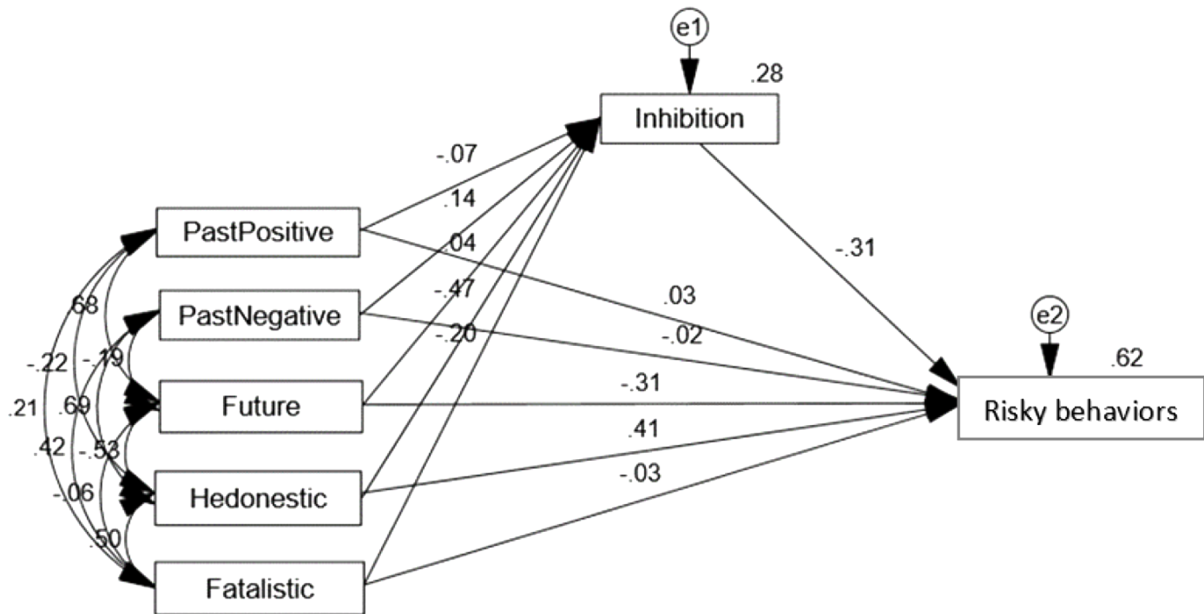 e1
.28
Inhibition
-.07
.14
PastPositive
.04
-.31
-.47
.68
.03
PastNegative
e2
-.20
-.02
-.22
-.19
.62
-.31
.21
.69
Future
Risky behaviors
.41
.42
-.53
-.03
-.06
Hedonestic
.50
Fatalistic